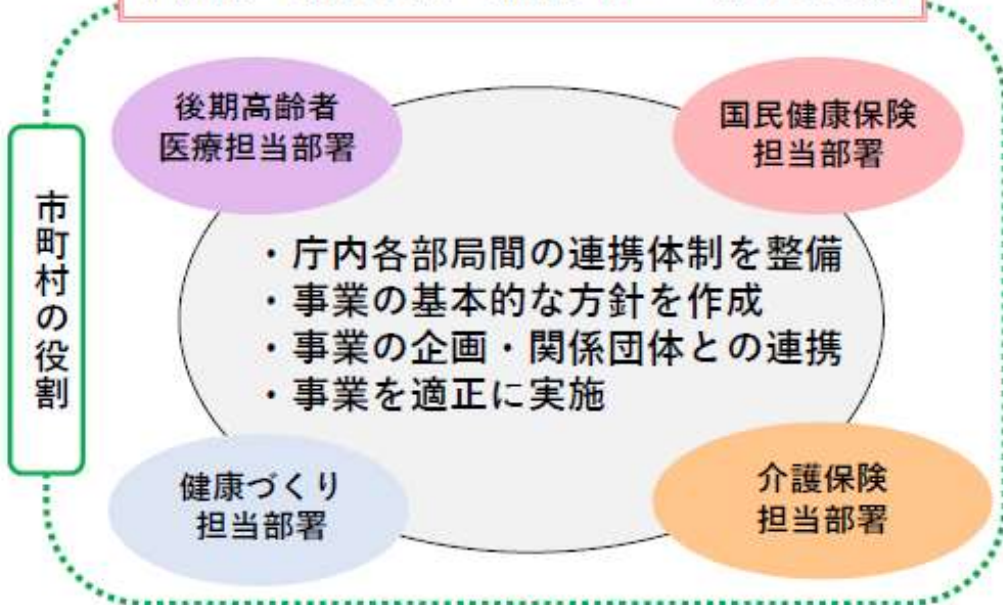 市町村の役割
後期高齢者
医療担当部署
国民健康保険
担当部署
・庁内各部局間の連携体制を整備
・事業の基本的な方針を作成
・事業の企画・関係団体との連携
・事業を適正に実施
健康づくり
担当部署
介護保険
担当部署